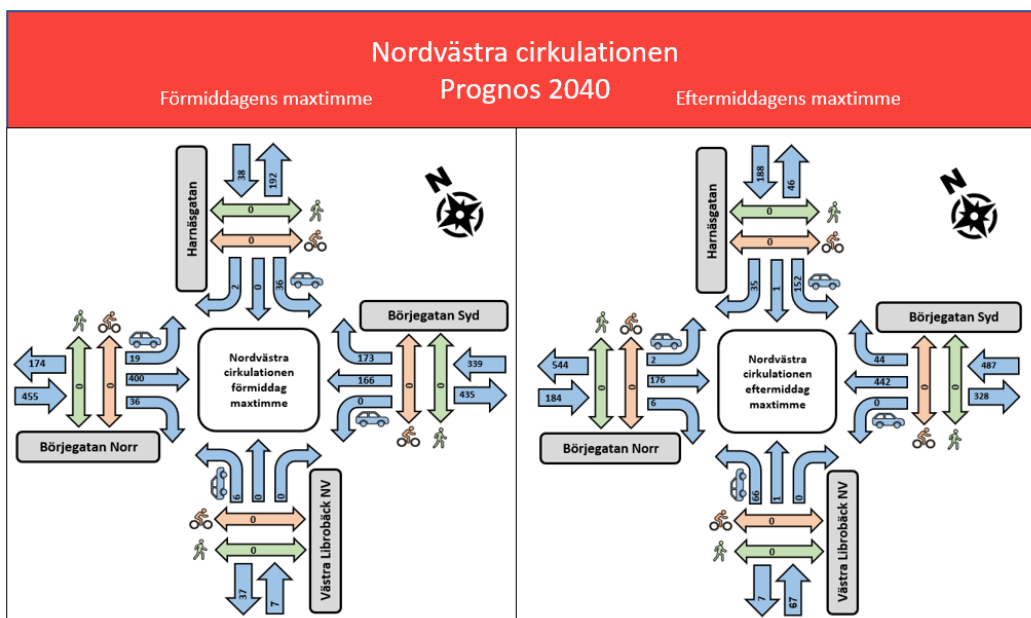 Nordvästra cirkulationen
Prognos 2040
Förmiddagens maxtimme
Eftermiddagens maxtimme
Harnäsgatan
38
192
0
0
2
0
36
N
Börjegatan Syd
174
455
0
0
19
400
36
Nordvästra
cirkulationen
förmiddag
maxtimme
173
166
0
0
0
339
435
Börjegatan Norr
6
0
0
0
0
37
7
Västra Librobäck NV
Harnäsgatan
188
46
0
0
35
1
152
N
Börjegatan Syd
544
184
0
0
2
176
6
Nordvästra
cirkulationen
eftermiddag
maxtimme
44
442
0
0
0
487
328
Börjegatan Norr
66
1
0
0
0
7
67
Västra Librobäck NV